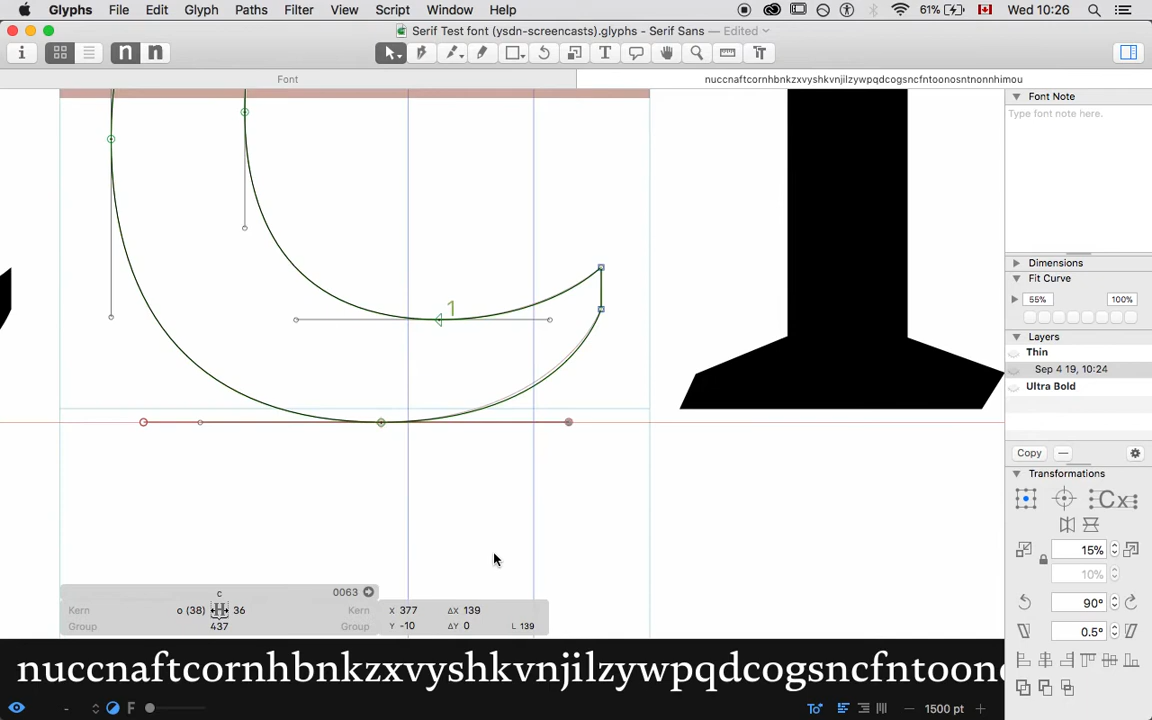 Glyphs File Edit Glyph Paths Filter View Script Window Help 61% Wed 10:26
Serif Test font (ysdn-screencasts).glyphs - Serif Sans — Edited
Font nuccnaftcornhbnkzxvyshkvnjilzywpqdcogsncfntoonosntnonnhimou
Font Note
Type font note here.
Dimensions
Fit Curve
55% 100%
Layers
Thin
Sep 4 19, 10:24
Ultra Bold
Copy
Transformations
Cx
15%
10%
90°
0.5°
1
c 0063
Kern o (38) H 36 Kern
Group 437 Group
X 377 ΔX 139
Y -10 ΔY 0 L 139
nuccnaftcornhbnkzxvyshkvnjilzywpqdcogsncfntoono
- F 1500 pt